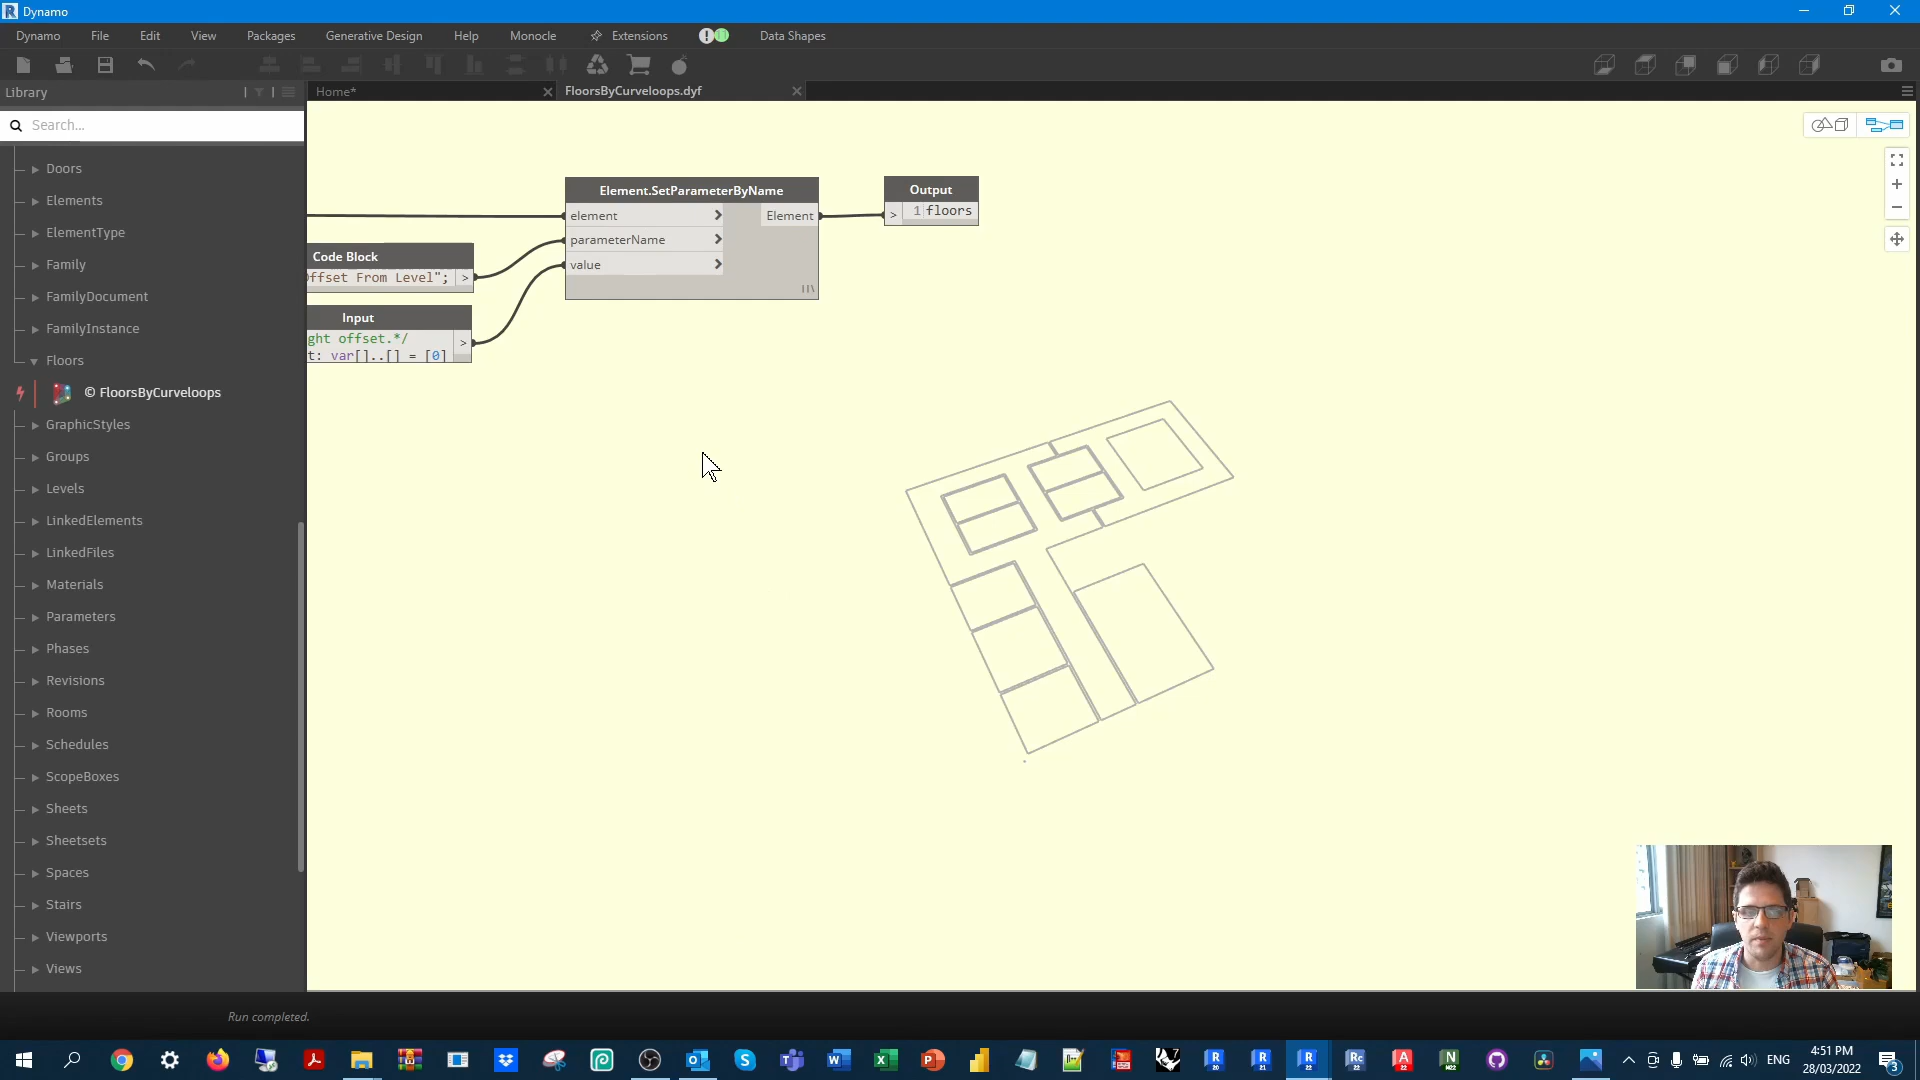 Dynamo
Dynamo File Edit View Packages Generative Design Help Monocle Extensions Data Shapes
Library
Home*
FloorsByCurveloops.dyf
Search...
Doors
Elements
ElementType
Family
FamilyDocument
FamilyInstance
Floors
© FloorsByCurveloops
GraphicStyles
Groups
Levels
LinkedElements
LinkedFiles
Materials
Parameters
Phases
Revisions
Rooms
Schedules
ScopeBoxes
Sheets
Sheetsets
Spaces
Stairs
Viewports
Views
Element.SetParameterByName
element > Element
parameterName >
value >
Output
> 1 floors
Code Block
ffset From Level"; >
Input
ght offset.*/ >
t: var[]..[] = [0]
Run completed.
ENG
4:51 PM
28/03/2022
3